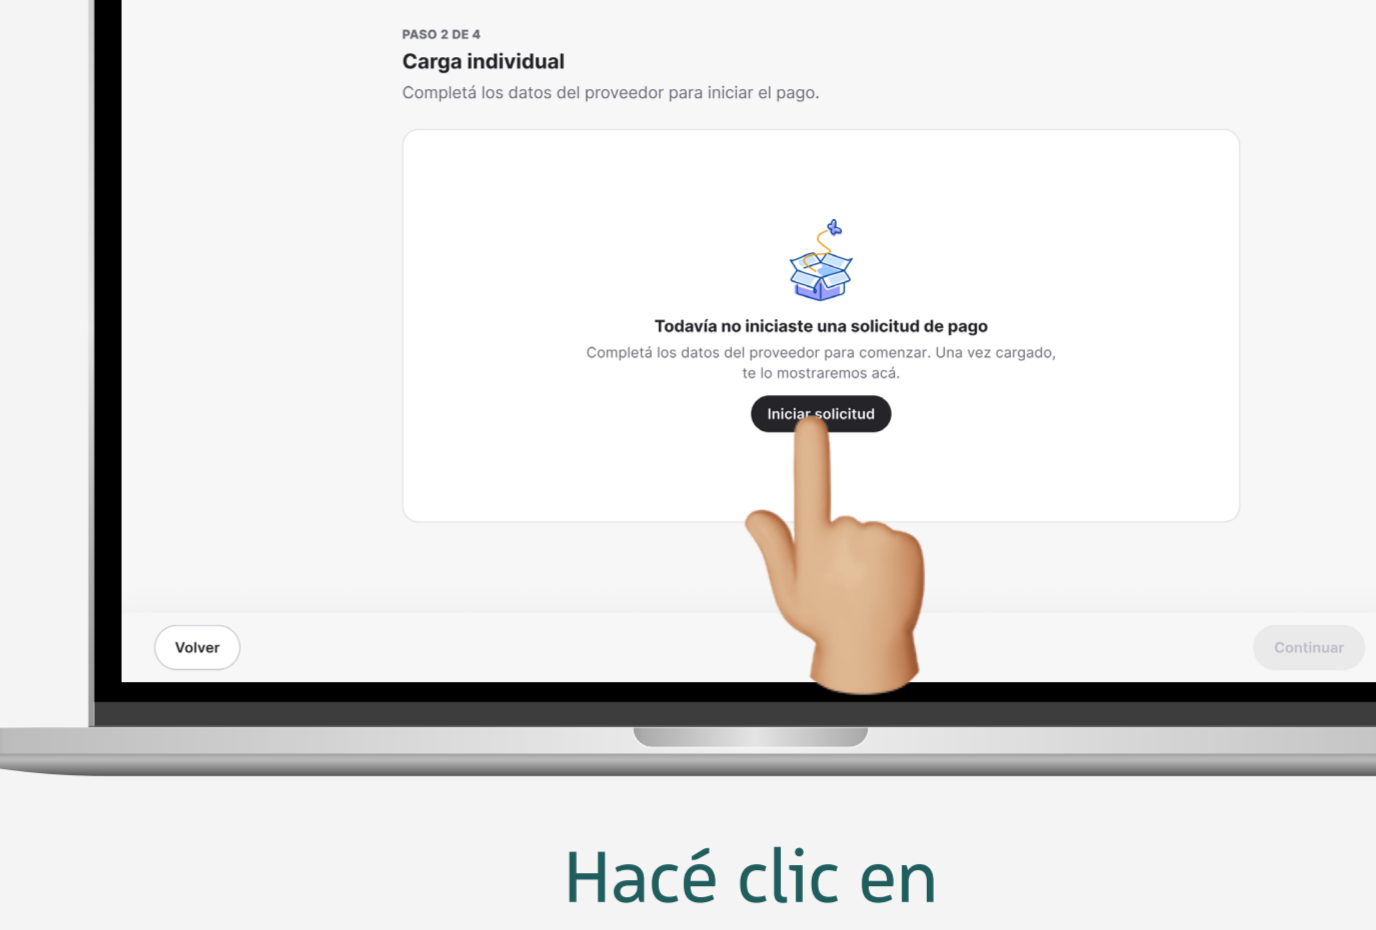 PASO 2 DE 4
Carga individual
Completá los datos del proveedor para iniciar el pago.
Todavía no iniciaste una solicitud de pago
Completá los datos del proveedor para comenzar. Una vez cargado,
te lo mostraremos acá.
Iniciar solicitud
Volver
Continuar
Hacé clic en